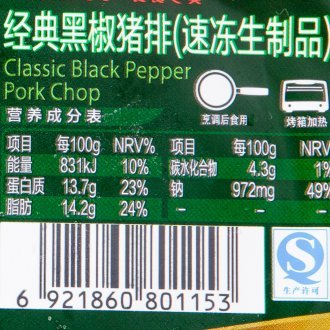 经典黑椒猪排(速冻生制品)
Classic Black Pepper
Pork Chop
烹调后食用 烤箱加热
营养成分表
项目 每100g NRV% 项目 每100g NRV
能量 831kJ 10% 碳水化合物 4.3g 1%
蛋白质 13.7g 23% 钠 972mg 49%
脂肪 14.2g 24% — — —
生产许可
6 921860 801153